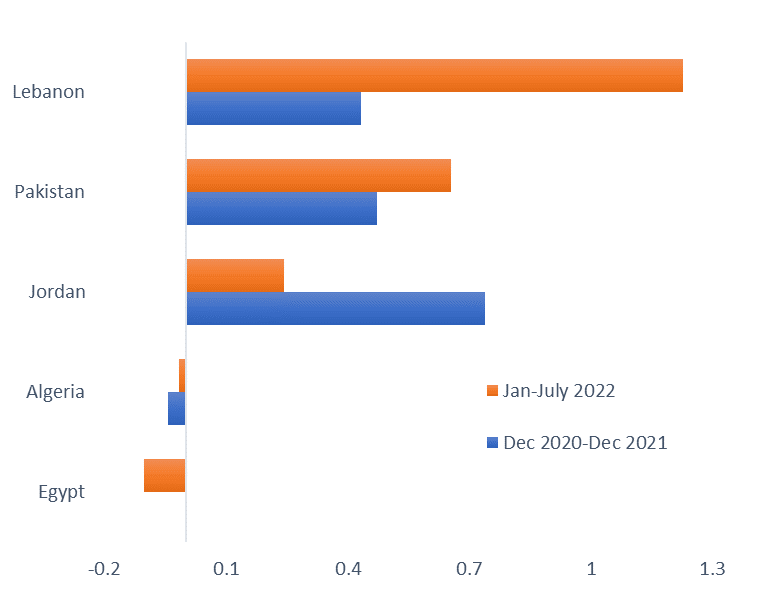 Lebanon
Pakistan
Jordan
Algeria
Egypt
Jan-July 2022
Dec 2020-Dec 2021
-0.2 0.1 0.4 0.7 1 1.3